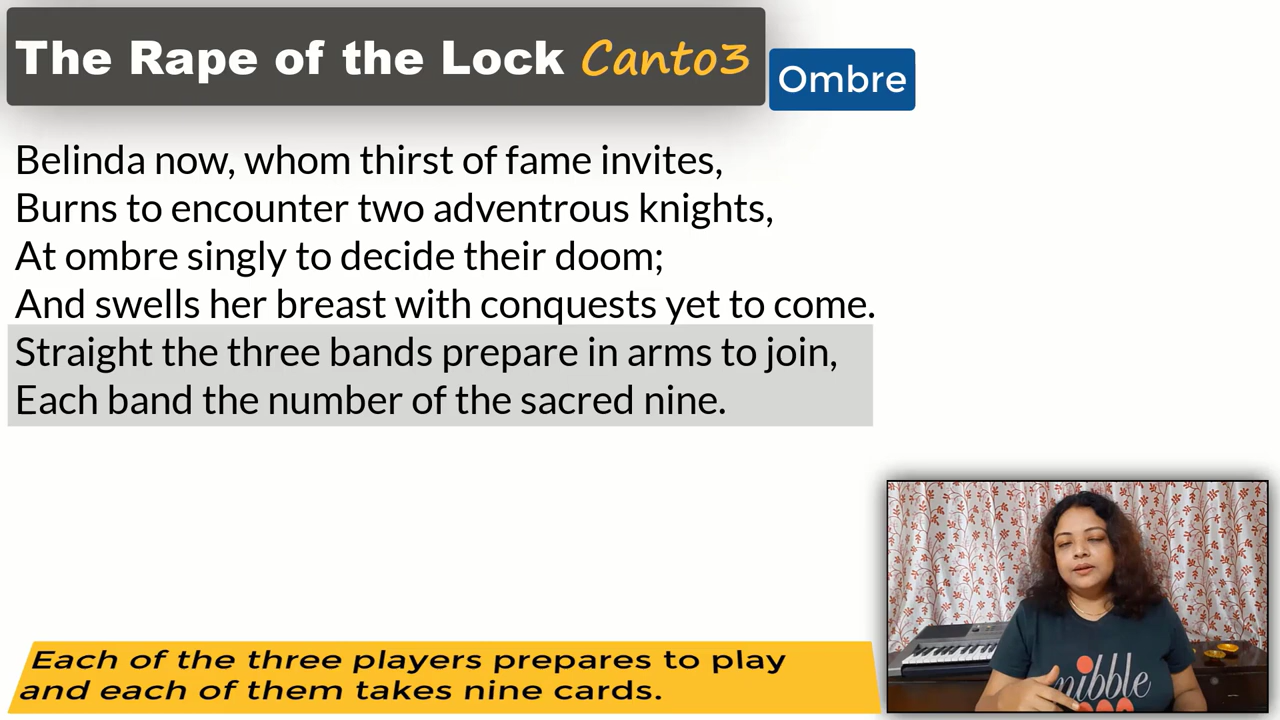 The Rape of the Lock Canto3
Ombre
Belinda now, whom thirst of fame invites,
Burns to encounter two adventrous knights,
At ombre singly to decide their doom;
And swells her breast with conquests yet to come.
Straight the three bands prepare in arms to join,
Each band the number of the sacred nine.
Each of the three players prepares to play
and each of them takes nine cards.
nibble